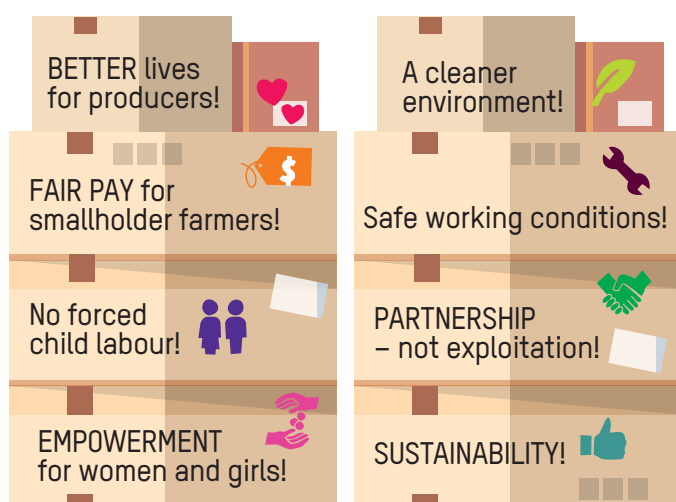 BETTER lives
for producers!
$
FAIR PAY for
smallholder farmers!
No forced
child labour!
EMPOWERMENT
for women and girls!
A cleaner
environment!
Safe working conditions!
PARTNERSHIP
– not exploitation!
SUSTAINABILITY!